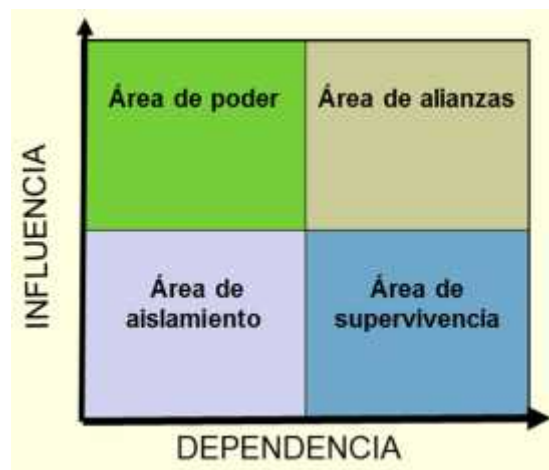 Área de poder
Área de alianzas
INFLUENCIA
Área de
aislamiento
Área de
supervivencia
DEPENDENCIA